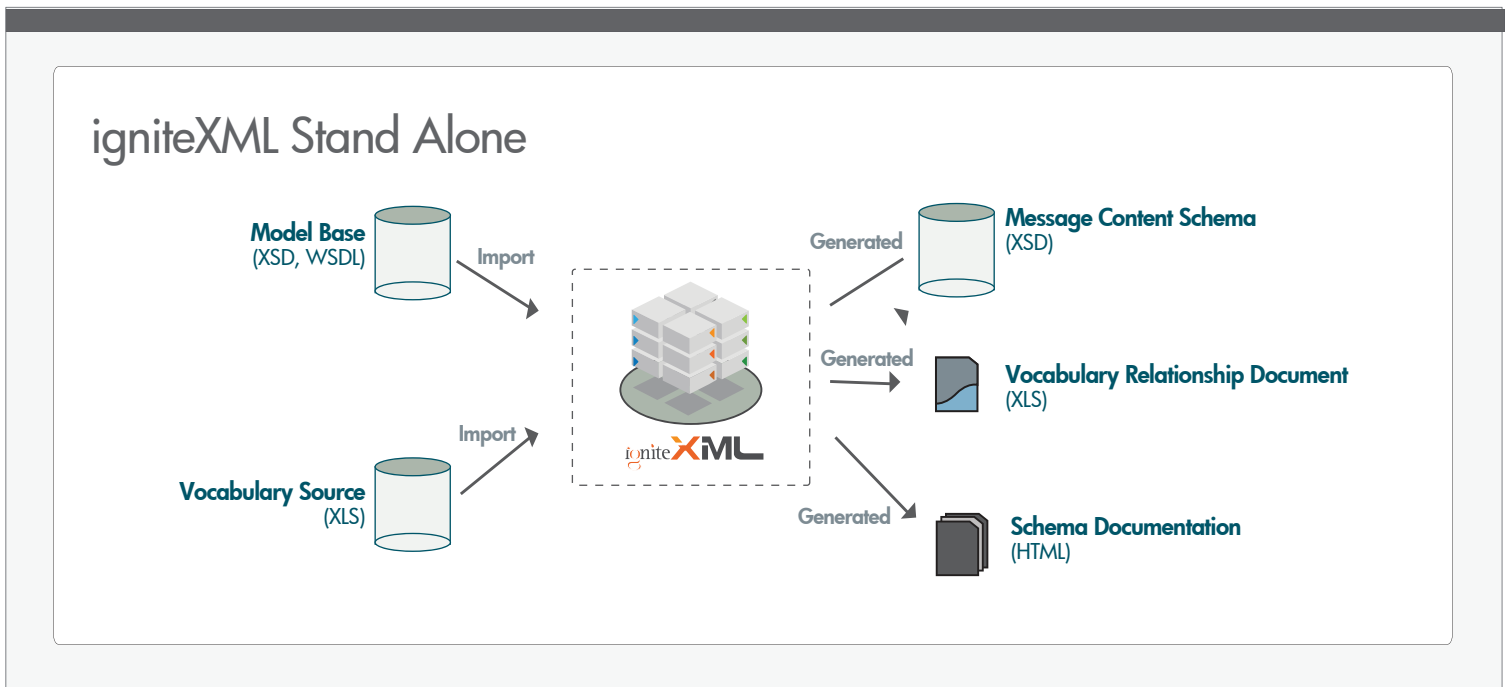 igniteXML Stand Alone
Model Base
(XSD, WSDL)
Import
Generated
Message Content Schema
(XSD)
Generated
Vocabulary Relationship Document
(XLS)
Import
igniteXML
Vocabulary Source
(XLS)
Generated
Schema Documentation
(HTML)